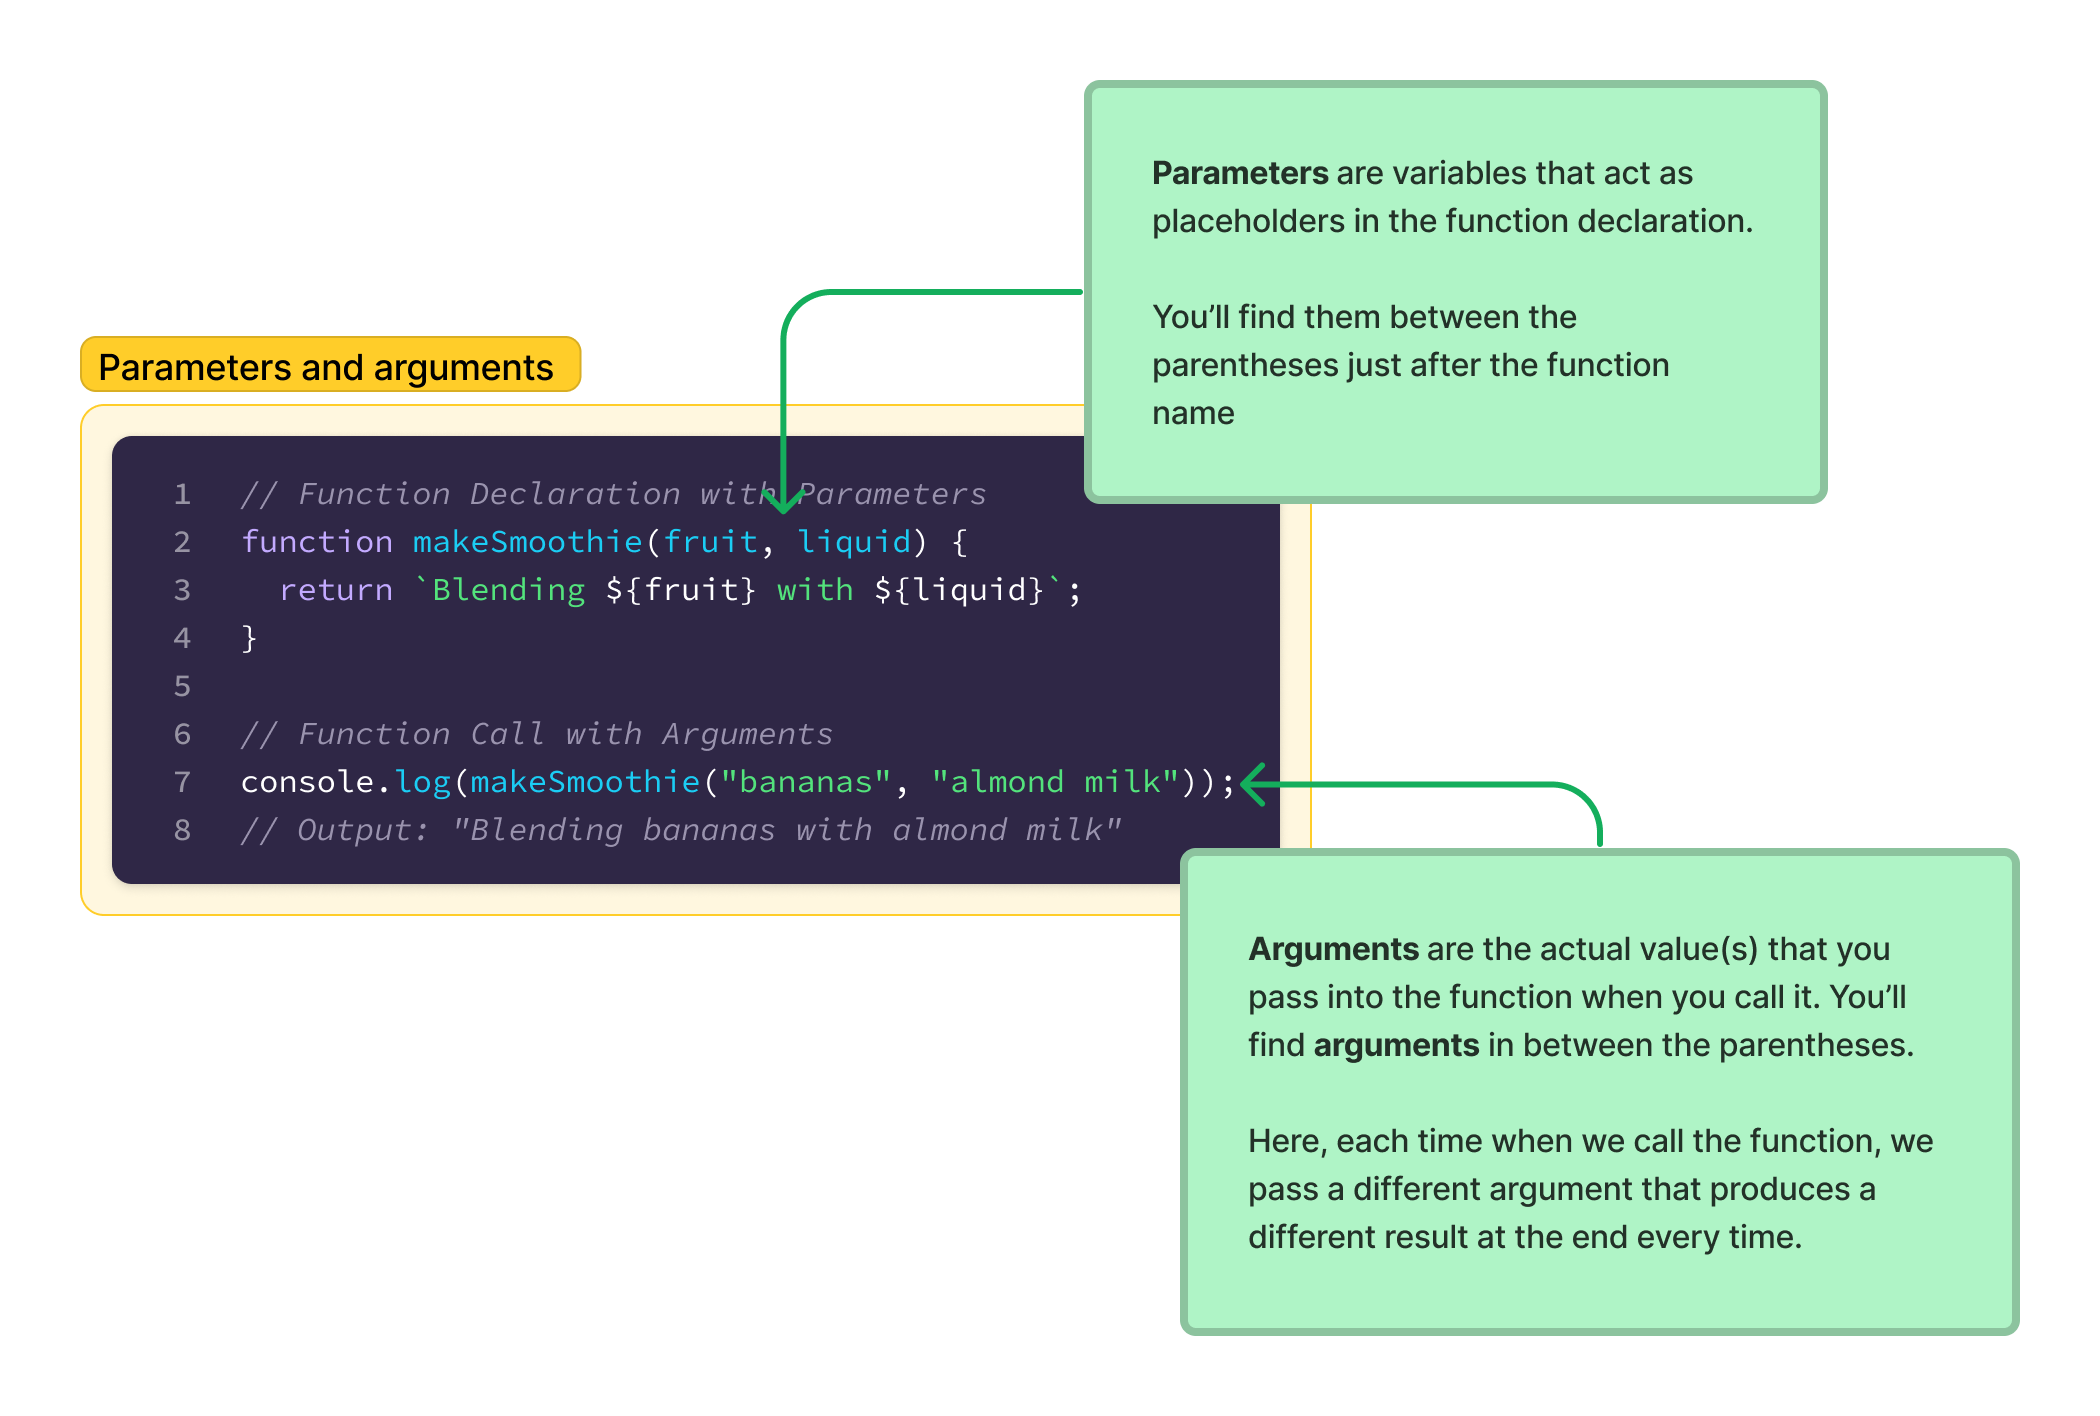 Parameters are variables that act as
placeholders in the function declaration.
You’ll find them between the
parentheses just after the function
name
Parameters and arguments
1 // Function Declaration with Parameters
2 function makeSmoothie(fruit, liquid) {
3   return `Blending ${fruit} with ${liquid}`;
4 }
5
6 // Function Call with Arguments
7 console.log(makeSmoothie("bananas", "almond milk"));
8 // Output: "Blending bananas with almond milk"
Arguments are the actual value(s) that you
pass into the function when you call it. You’ll
find arguments in between the parentheses.
Here, each time when we call the function, we
pass a different argument that produces a
different result at the end every time.